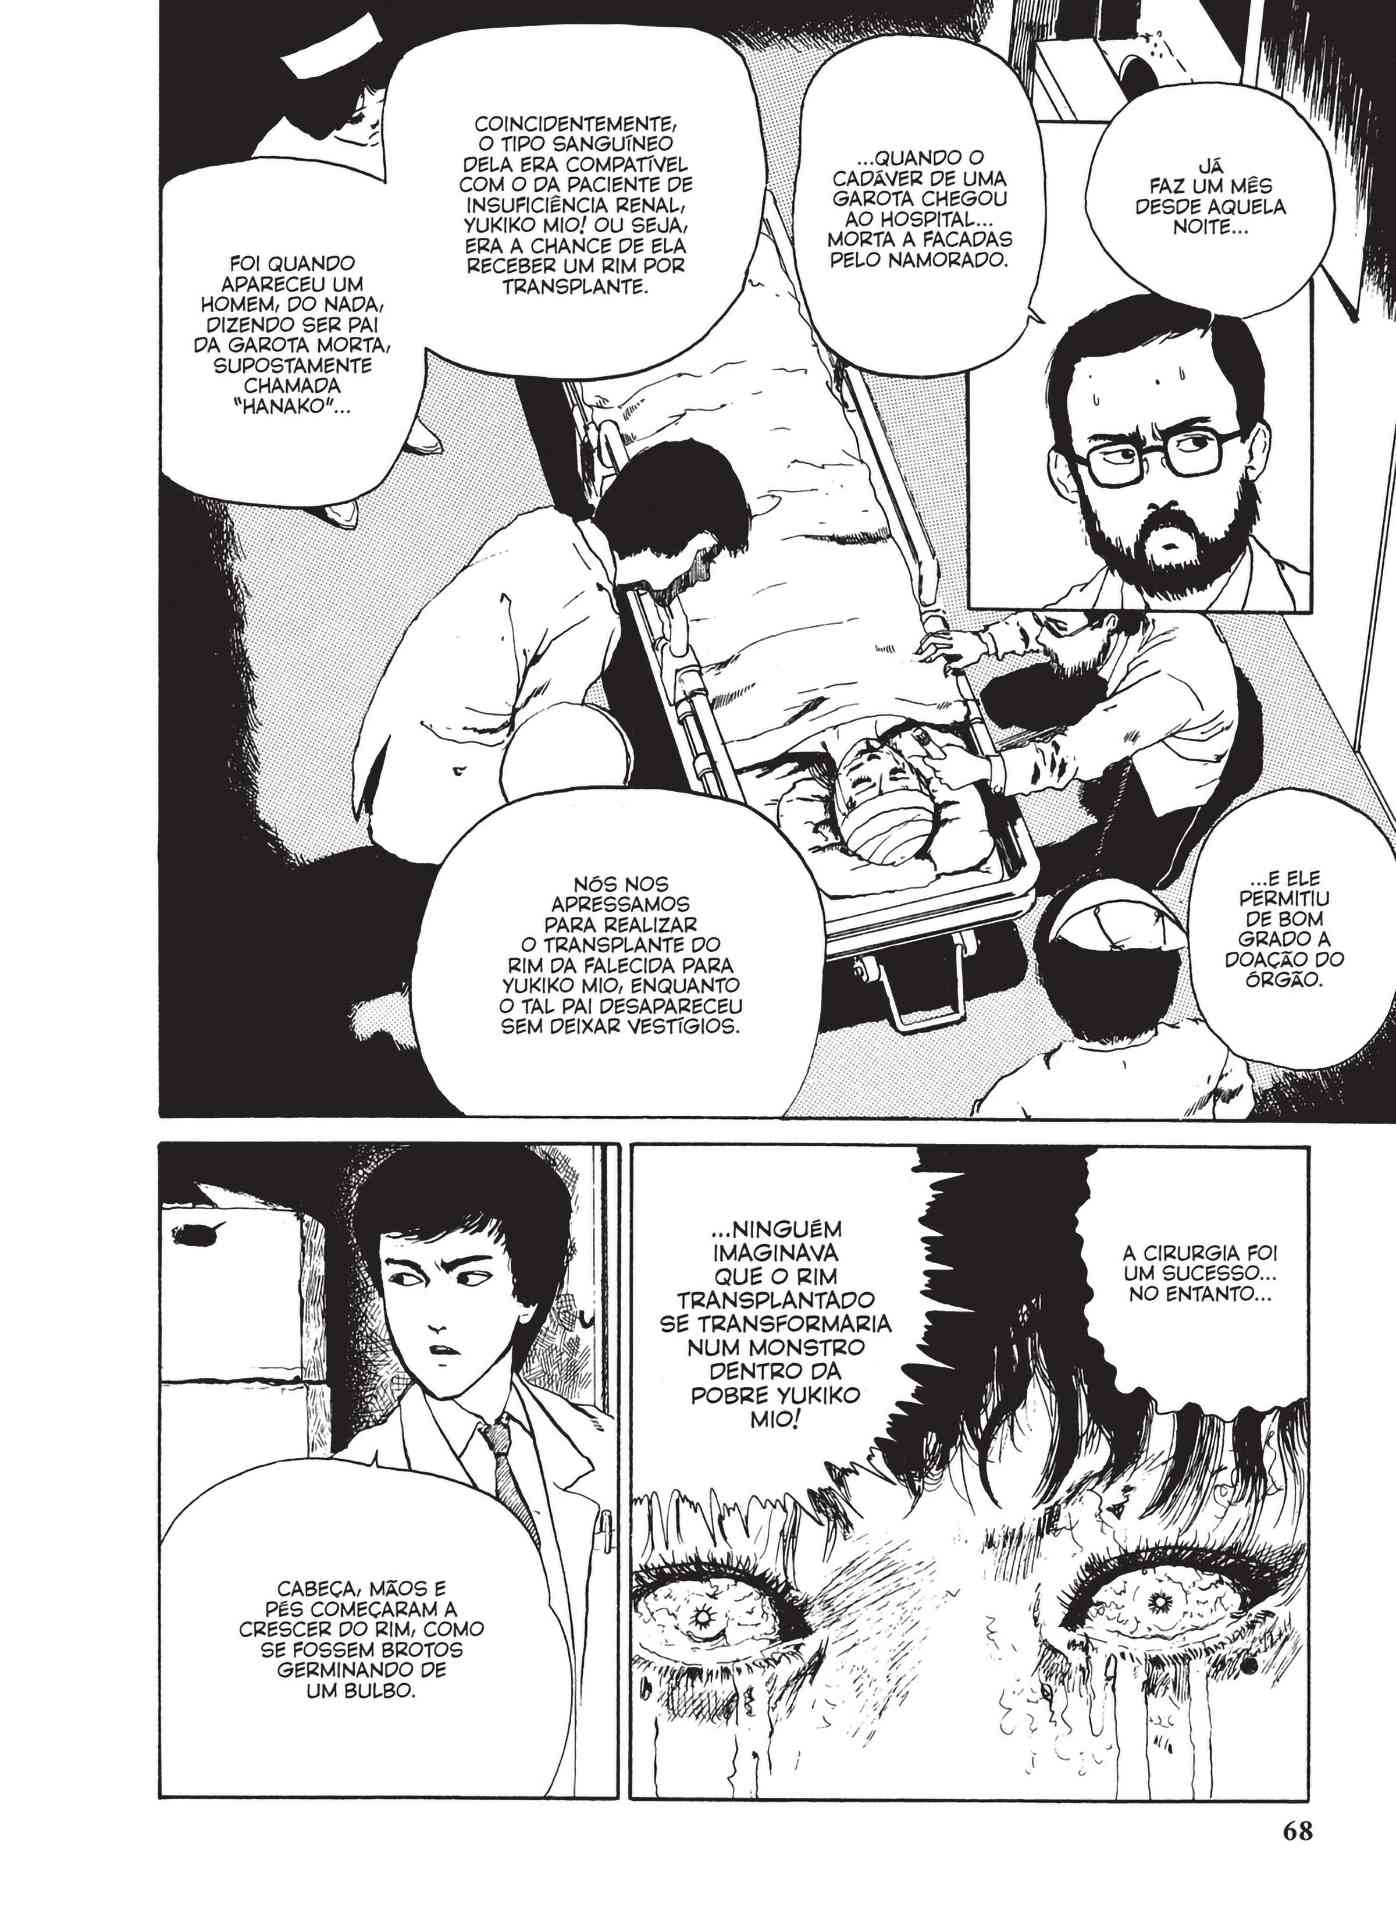 JÁ
FAZ UM MÊS
DESDE AQUELA
NOITE...
...QUANDO O
CADÁVER DE UMA
GAROTA CHEGOU
AO HOSPITAL...
MORTA A FACADAS
PELO NAMORADO.
COINCIDENTEMENTE,
O TIPO SANGUÍNEO
DELA ERA COMPATÍVEL
COM O DA PACIENTE DE
INSUFICIÊNCIA RENAL,
YUKIKO MIO! OU SEJA,
ERA A CHANCE DE ELA
RECEBER UM RIM POR
TRANSPLANTE.
FOI QUANDO
APARECEU UM
HOMEM, DO NADA,
DIZENDO SER PAI
DA GAROTA MORTA,
SUPOSTAMENTE
CHAMADA
"HANAKO"...
...E ELE
PERMITIU
DE BOM
GRADO A
DOAÇÃO DO
ÓRGÃO.
NÓS NOS
APRESSAMOS
PARA REALIZAR
O TRANSPLANTE DO
RIM DA FALECIDA PARA
YUKIKO MIO, ENQUANTO
O TAL PAI DESAPARECEU
SEM DEIXAR VESTÍGIOS.
A CIRURGIA FOI
UM SUCESSO...
NO ENTANTO...
...NINGUÉM
IMAGINAVA
QUE O RIM
TRANSPLANTADO
SE TRANSFORMARIA
NUM MONSTRO
DENTRO DA
POBRE YUKIKO
MIO!
CABEÇA, MÃOS E
PÉS COMEÇARAM A
CRESCER DO RIM, COMO
SE FOSSEM BROTOS
GERMINANDO DE
UM BULBO.
68